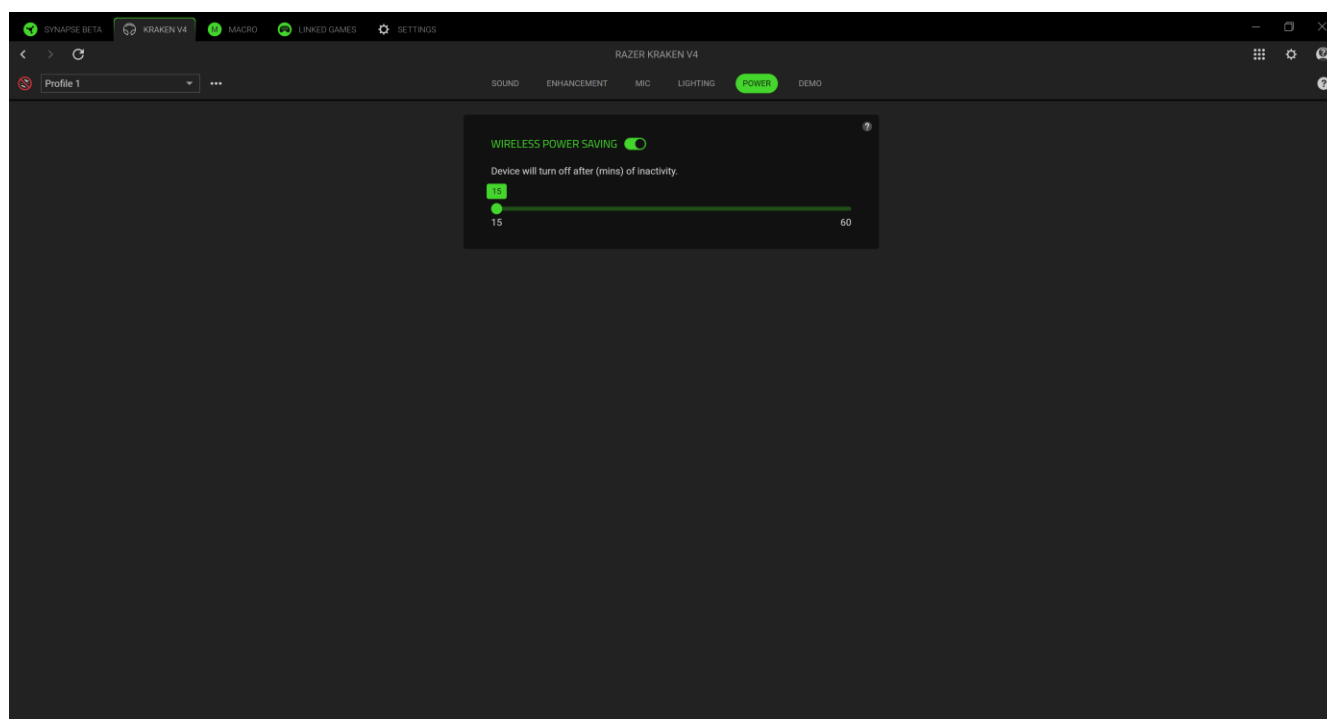 SYNAPSE BETA KRAKEN V4 M MACRO LINKED GAMES SETTINGS
RAZER KRAKEN V4
Profile 1 SOUND ENHANCEMENT MIC LIGHTING POWER DEMO
WIRELESS POWER SAVING
Device will turn off after (mins) of inactivity.
15
15 60